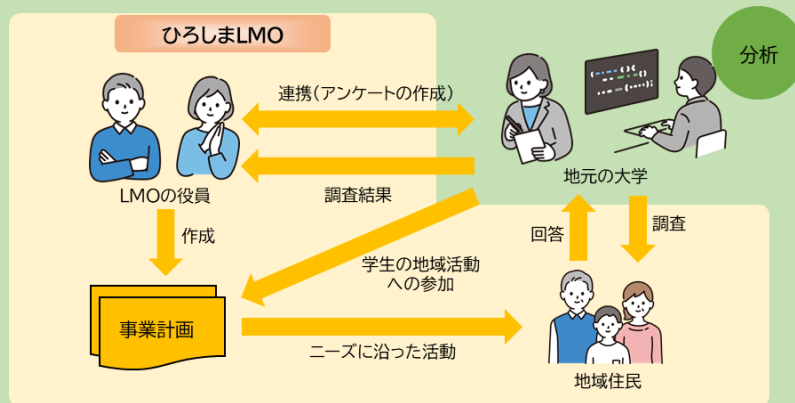 ひろしまLMO
分析
連携(アンケートの作成)
LMOの役員
調査結果
地元の大学
作成
回答
調査
学生の地域活動
への参加
事業計画
ニーズに沿った活動
地域住民